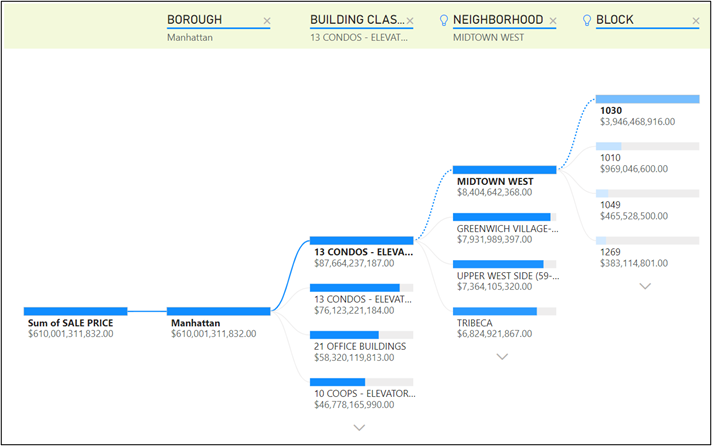 BOROUGH
Manhattan
BUILDING CLAS...
13 CONDOS - ELEVAT...
NEIGHBORHOOD
MIDTOWN WEST
BLOCK
1030
$3,946,468,916.00
1010
$969,046,600.00
1049
$465,528,500.00
1269
$383,114,801.00
MIDTOWN WEST
$8,404,642,368.00
GREENWICH VILLAGE-...
$7,931,989,397.00
UPPER WEST SIDE (59-...
$7,364,105,320.00
TRIBECA
$6,824,921,867.00
13 CONDOS - ELEVA...
$87,664,237,187.00
13 CONDOS - ELEVAT...
$76,123,221,184.00
21 OFFICE BUILDINGS
$58,320,119,813.00
10 COOPS - ELEVATOR...
$46,778,165,990.00
Manhattan
$610,001,311,832.00
Sum of SALE PRICE
$610,001,311,832.00